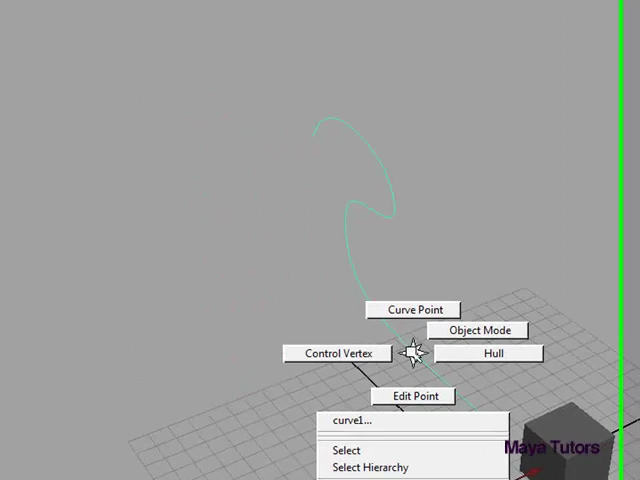 Curve Point
Object Mode
Control Vertex
Hull
Edit Point
curve1...
Maya Tutors
Select
Select Hierarchy